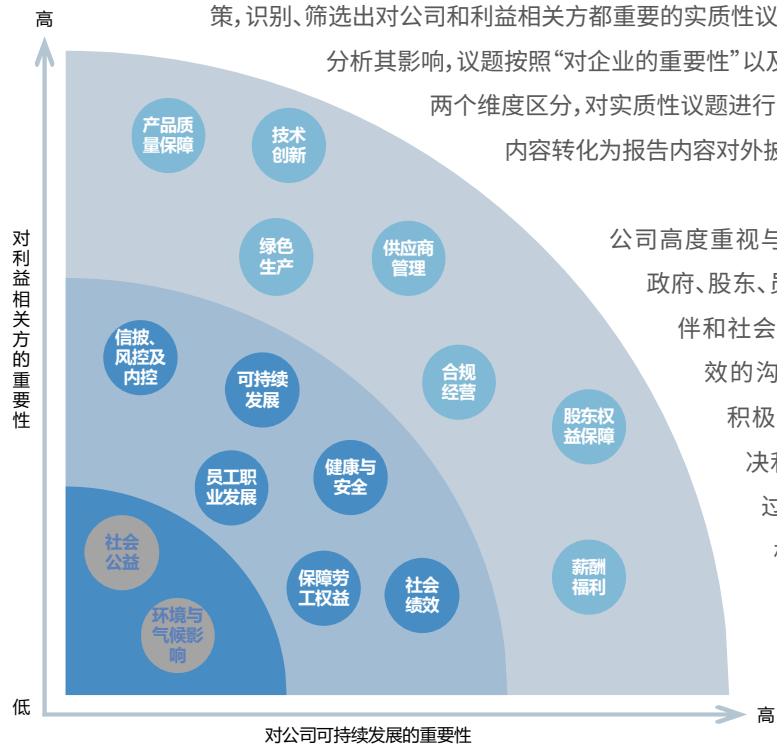 策，识别、筛选出对公司和利益相关方都重要的实质性议
分析其影响，议题按照“对企业的重要性”以及
两个维度区分，对实质性议题进行
内容转化为报告内容对外披
公司高度重视与
政府、股东、员
伴和社会
效的沟
积极
决
过
高
对利益相关方的重要性
产品质
量保障
技术
创新
绿色
生产
供应商
管理
信披、
风控及
内控
可持续
发展
合规
经营
股东权
益保障
员工职
业发展
健康与
安全
社会
公益
保障劳
工权益
社会
绩效
薪酬
福利
环境与
气候影
响
低
高
对公司可持续发展的重要性